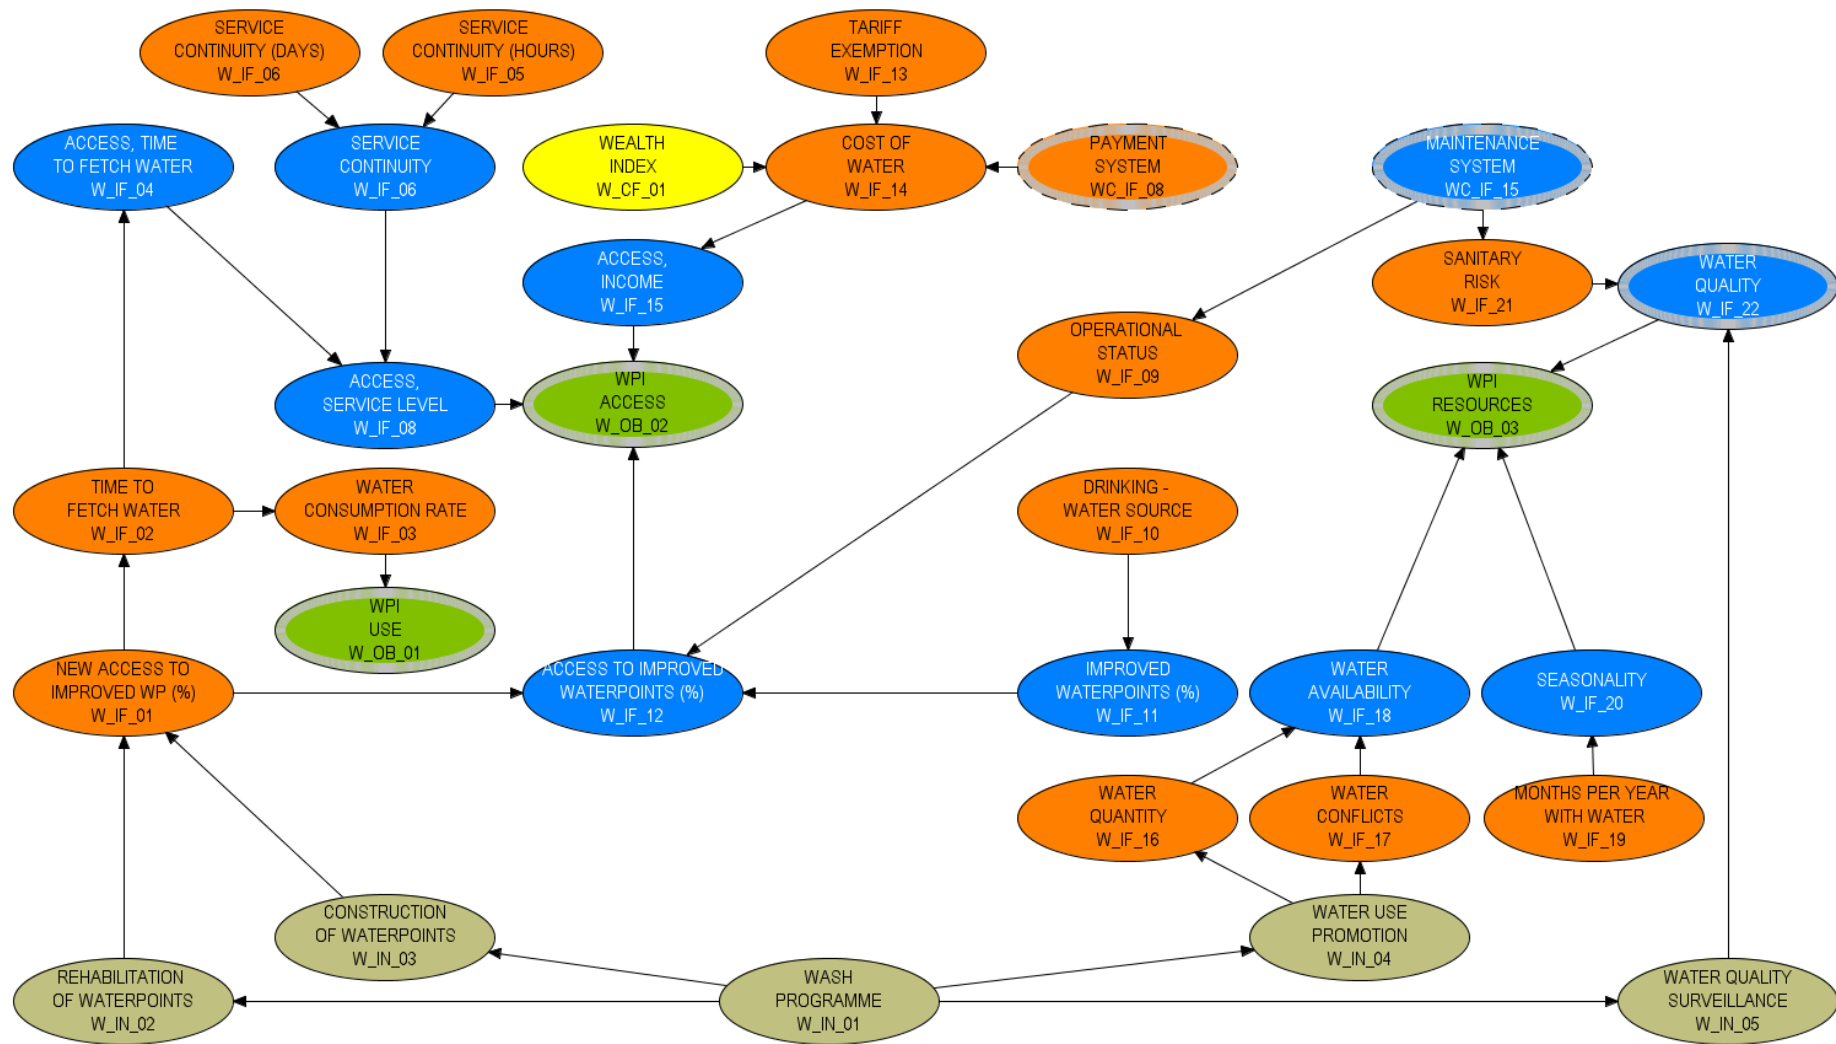 SERVICE
CONTINUITY (DAYS)
W_IF_06
SERVICE
CONTINUITY (HOURS)
W_IF_05
TARIFF
EXEMPTION
W_IF_13
ACCESS, TIME
TO FETCH WATER
W_IF_04
SERVICE
CONTINUITY
W_IF_06
WEALTH
INDEX
W_CF_01
COST OF
WATER
W_IF_14
PAYMENT
SYSTEM
WC_IF_08
MAINTENANCE
SYSTEM
WC_IF_15
ACCESS,
INCOME
W_IF_15
SANITARY
RISK
W_IF_21
WATER
QUALITY
W_IF_22
OPERATIONAL
STATUS
W_IF_09
ACCESS,
SERVICE LEVEL
W_IF_08
WPI
ACCESS
W_OB_02
WPI
RESOURCES
W_OB_03
TIME TO
FETCH WATER
W_IF_02
WATER
CONSUMPTION RATE
W_IF_03
DRINKING -
WATER SOURCE
W_IF_10
WPI
USE
W_OB_01
NEW ACCESS TO
IMPROVED WP (%)
W_IF_01
ACCESS TO IMPROVED
WATERPOINTS (%)
W_IF_12
IMPROVED
WATERPOINTS (%)
W_IF_11
WATER
AVAILABILITY
W_IF_18
SEASONALITY
W_IF_20
WATER
QUANTITY
W_IF_16
WATER
CONFLICTS
W_IF_17
MONTHS PER YEAR
WITH WATER
W_IF_19
CONSTRUCTION
OF WATERPOINTS
W_IN_03
WATER USE
PROMOTION
W_IN_04
REHABILITATION
OF WATERPOINTS
W_IN_02
WASH
PROGRAMME
W_IN_01
WATER QUALITY
SURVEILLANCE
W_IN_05